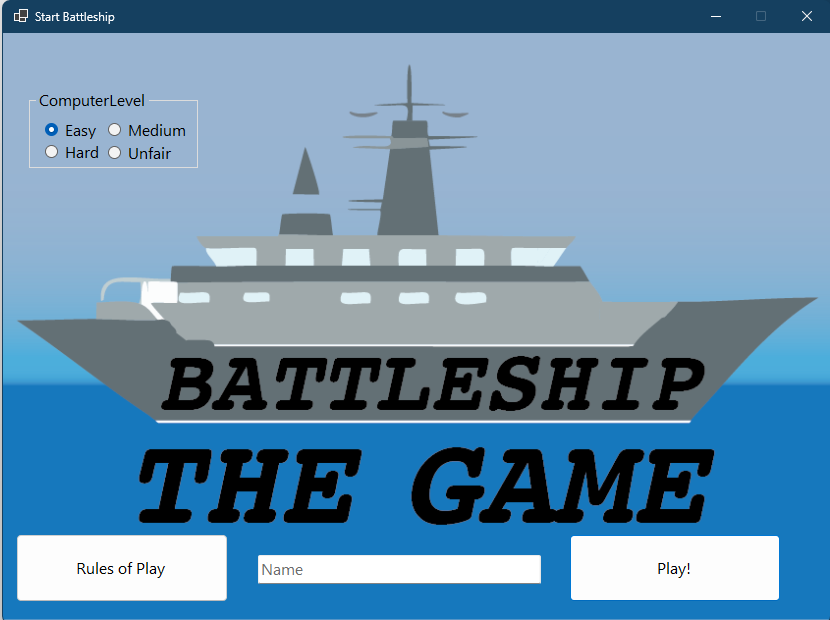 Start Battleship
ComputerLevel
Easy Medium
Hard Unfair
BATTLESHIP
THE GAME
Rules of Play
Name
Play!